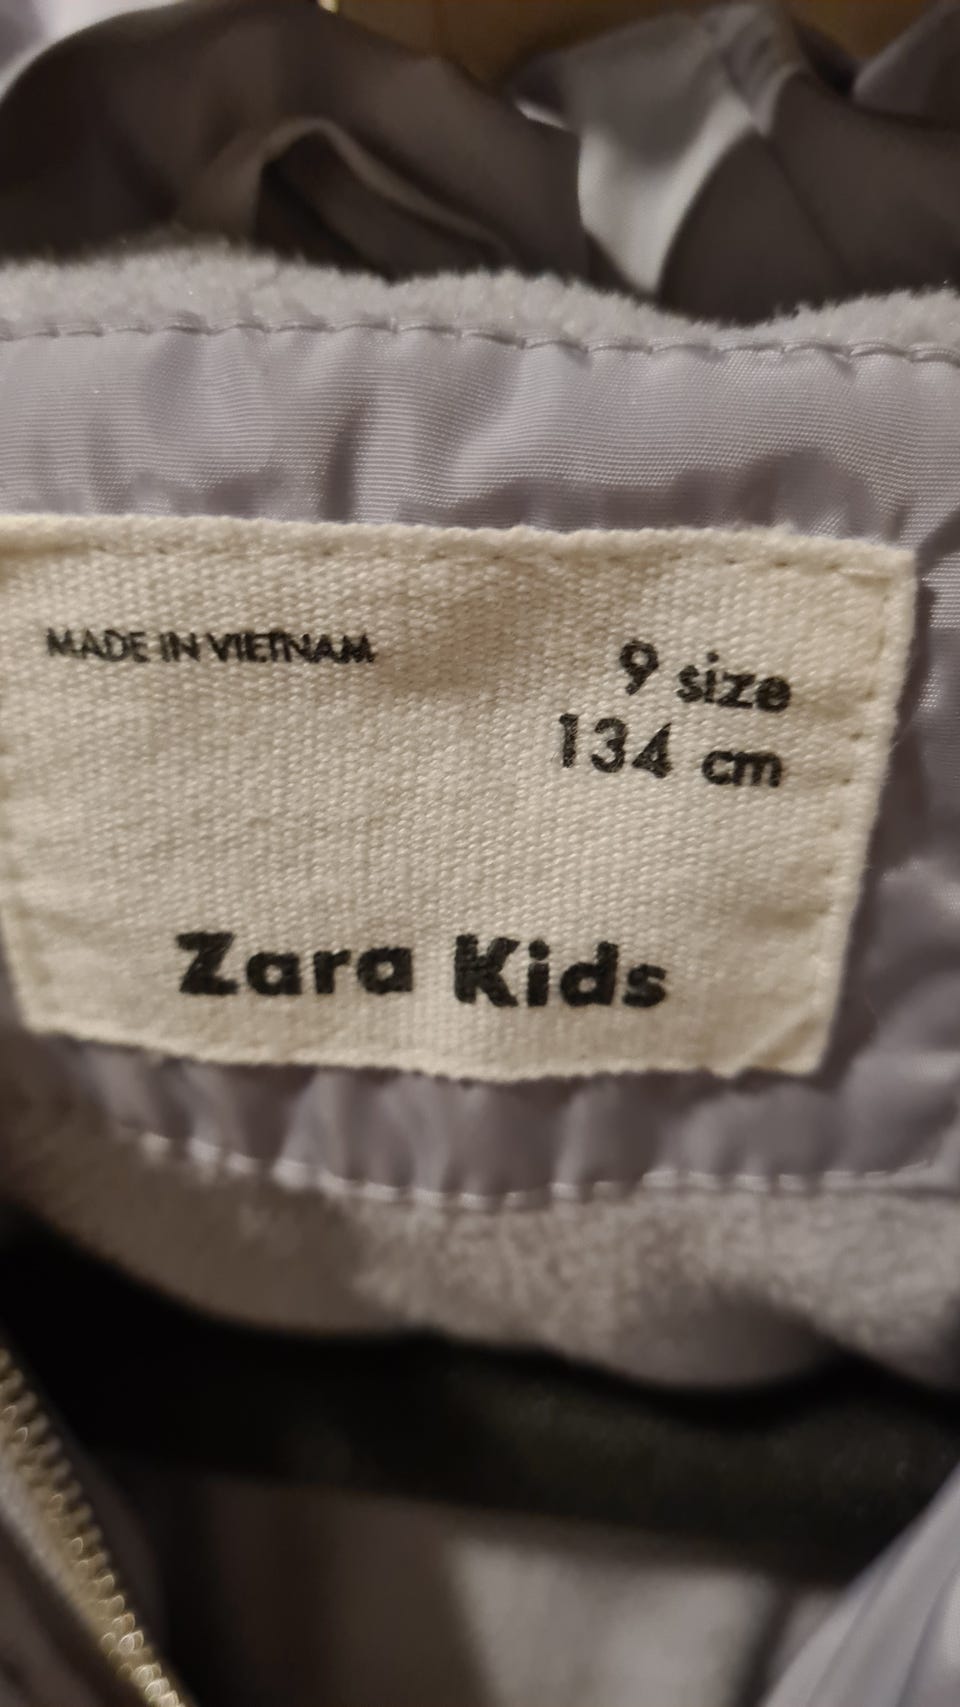 MADE IN VIETNAM
9 size
134 cm
Zara Kids